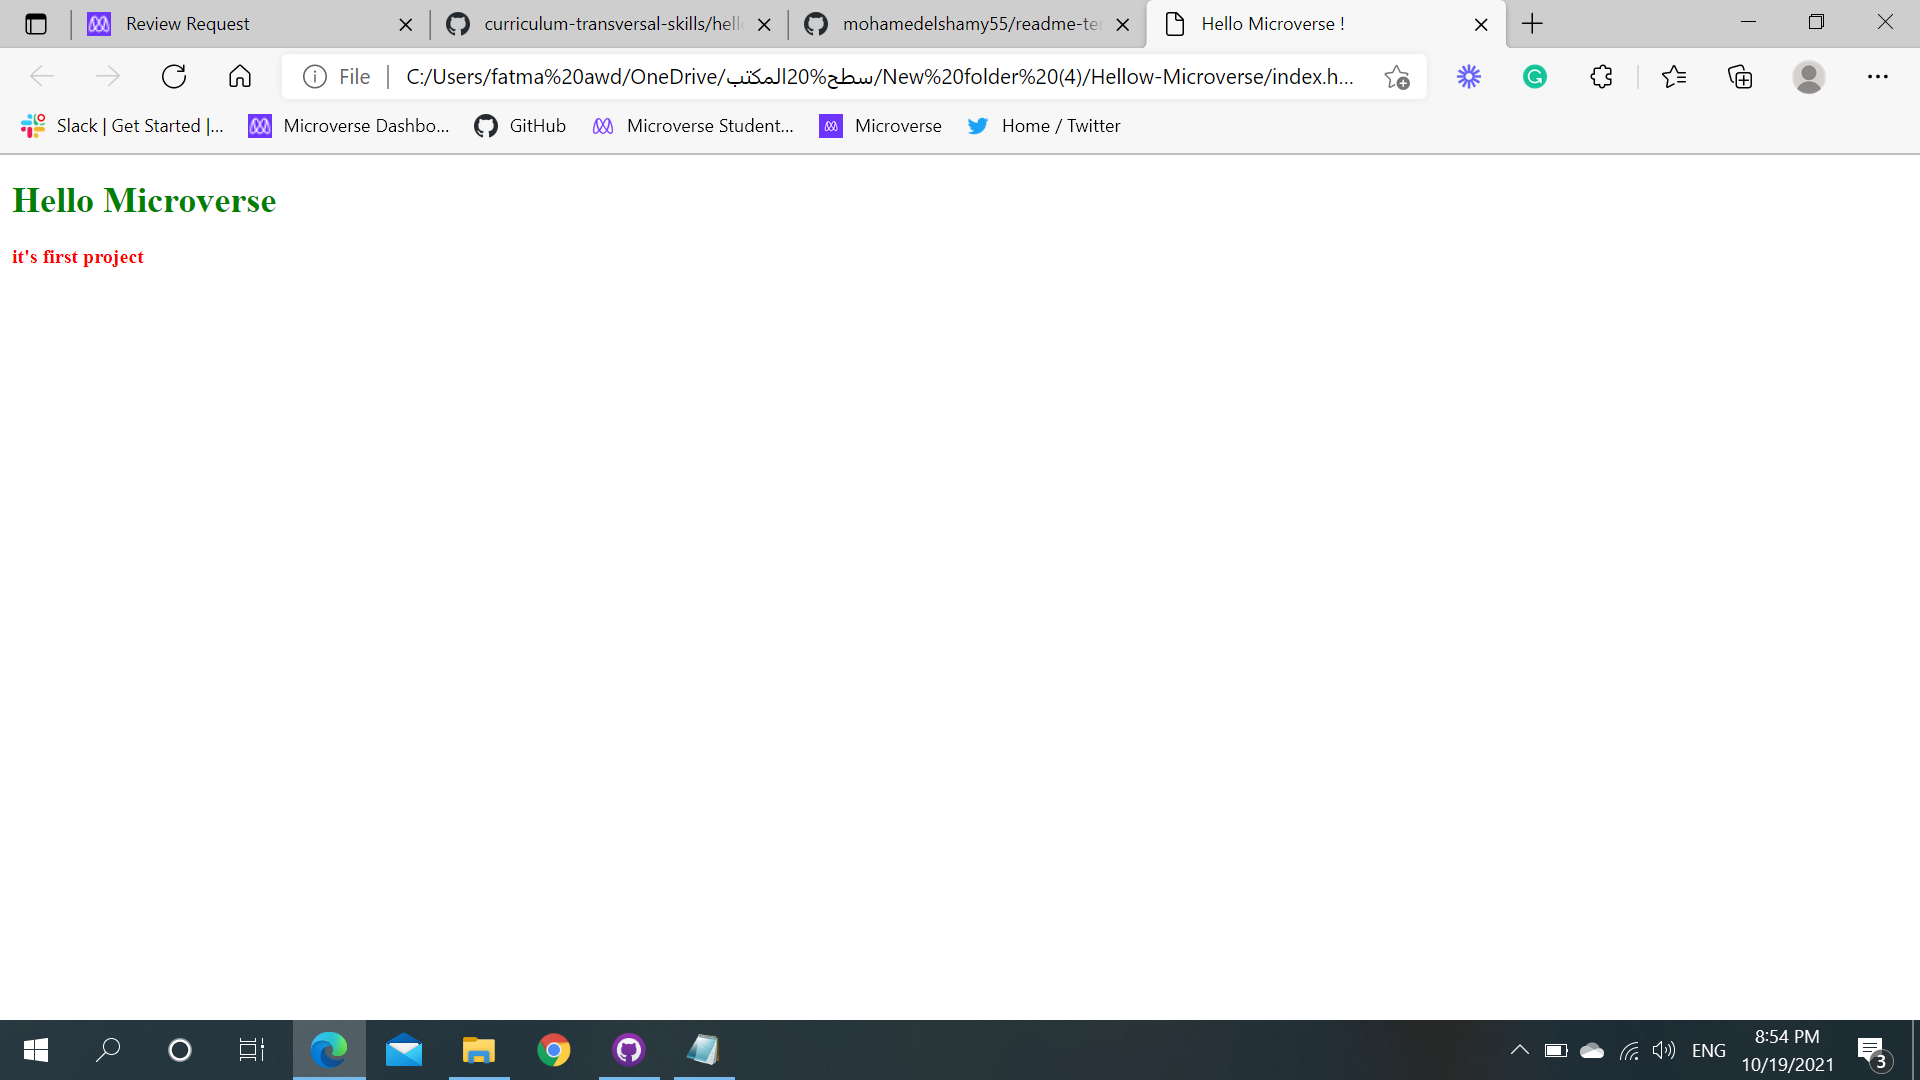 Review Request
curriculum-transversal-skills/hell
mohamedelshamy55/readme-te
Hello Microverse !
File
C:/Users/fatma%20awd/OneDrive/سطح%20المكتب/New%20folder%20(4)/Hellow-Microverse/index.h...
Slack | Get Started |...
Microverse Dashbo...
GitHub
Microverse Student...
Microverse
Home / Twitter
Hello Microverse
it's first project
ENG
8:54 PM
10/19/2021
3